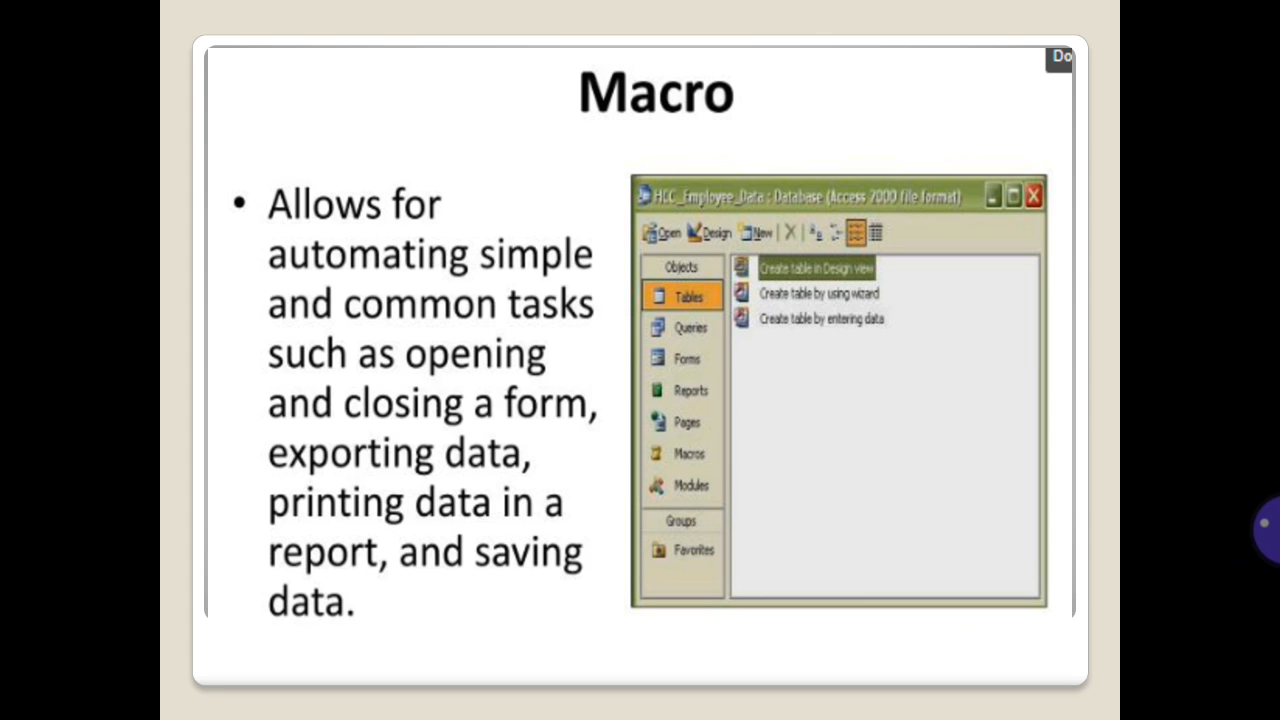 Do
Macro
• Allows for
automating simple
and common tasks
such as opening
and closing a form,
exporting data,
printing data in a
report, and saving
data.
HCC_Employee_Data : Database (Access 2000 file format)
Open Design New
Objects
Tables
Queries
Forms
Reports
Pages
Macros
Modules
Groups
Favorites
Create table in Design view
Create table by using wizard
Create table by entering data